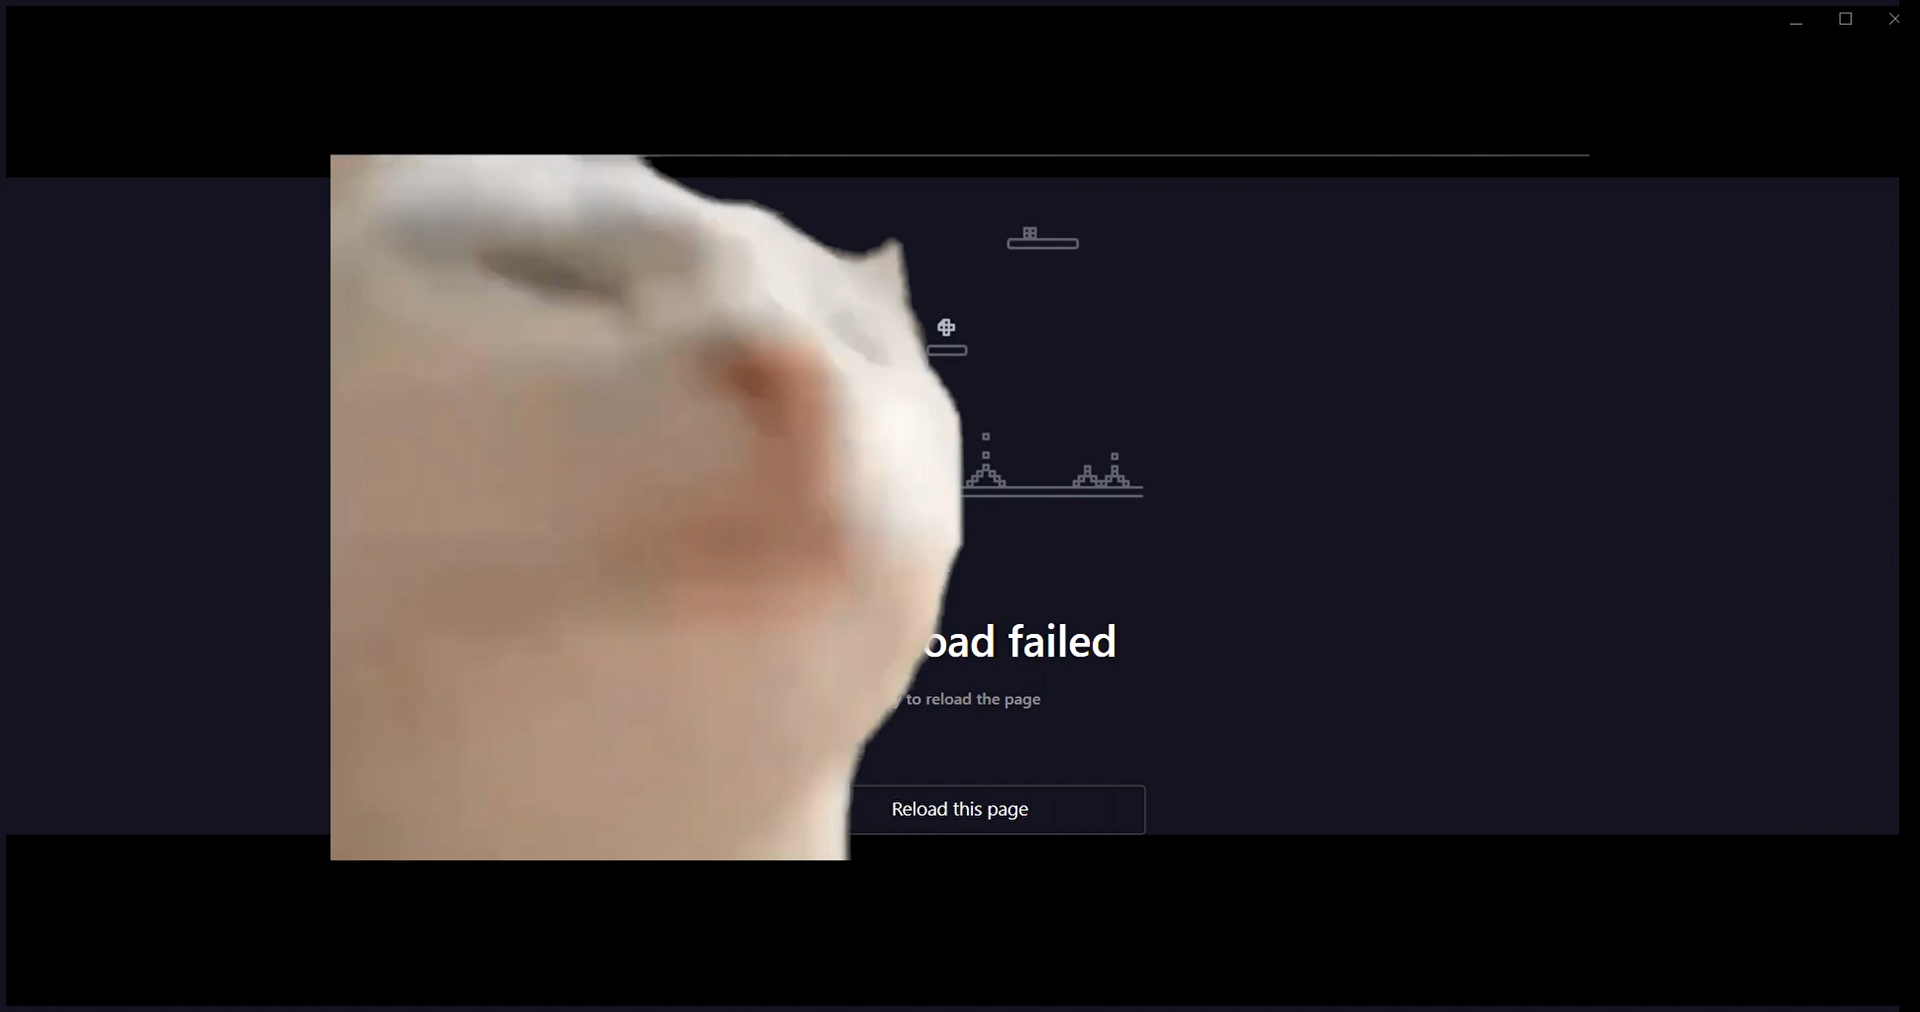 oad failed
to reload the page
Reload this page